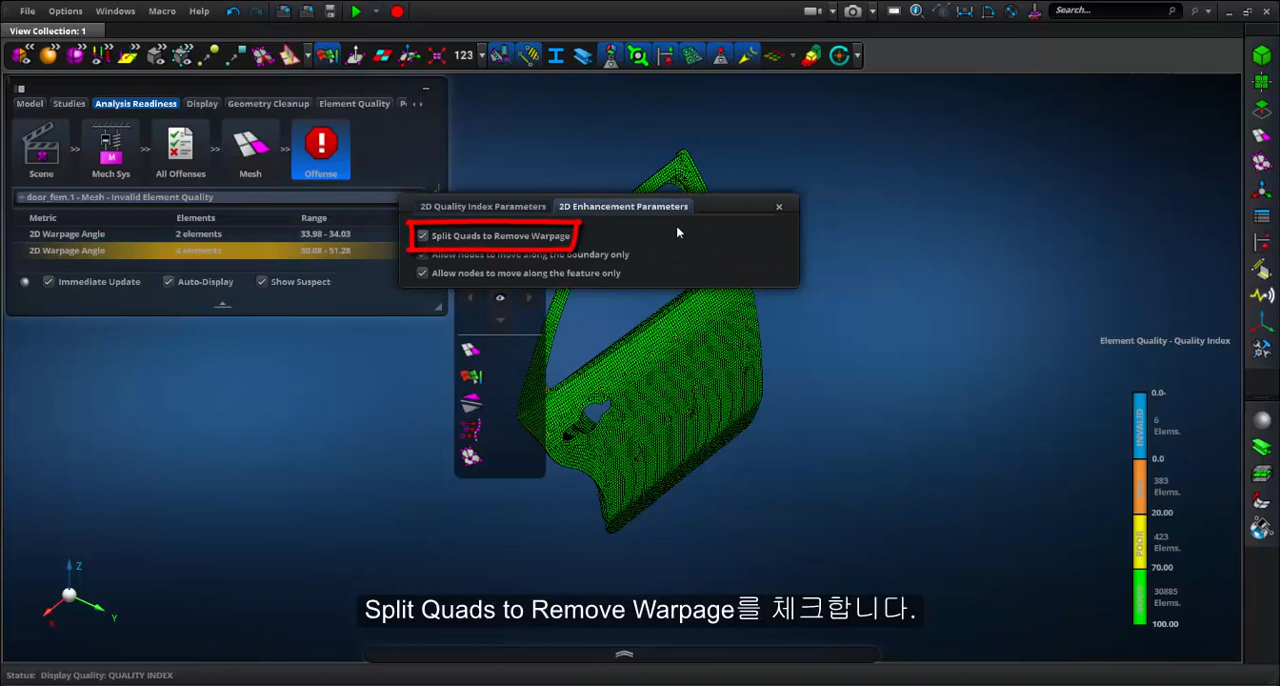 File Options Windows Macro Help Search...
View Collection: 1
123
Model Studies Analysis Readiness Display Geometry Cleanup Element Quality
Scene >> Mech Sys >> All Offenses >> Mesh >> Offense
door_fem.1 - Mesh - Invalid Element Quality
Metric Elements Range
2D Warpage Angle 2 elements 33.98 - 34.03
2D Warpage Angle 4 elements 30.08 - 51.28
Immediate Update Auto-Display Show Suspect
2D Quality Index Parameters 2D Enhancement Parameters
Split Quads to Remove Warpage
Allow nodes to move along the boundary only
Allow nodes to move along the feature only
Element Quality - Quality Index
0.0-
INVALID
6
Elems.
0.0
383
Elems.
20.00
POOR
423
Elems.
70.00
30885
Elems.
100.00
Z
X
Y
Split Quads to Remove Warpage를 체크합니다.
Status: Display Quality: QUALITY INDEX